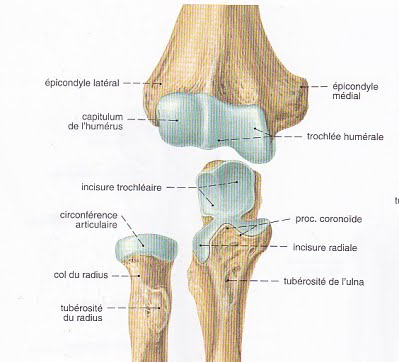 épicondyle latéral
épicondyle
médial
capitulum
de l'humérus
trochlée humérale
incisure trochléaire
circonférence
articulaire
proc. coronoïde
incisure radiale
col du radius
tubérosité de l'ulna
tubérosité
du radius